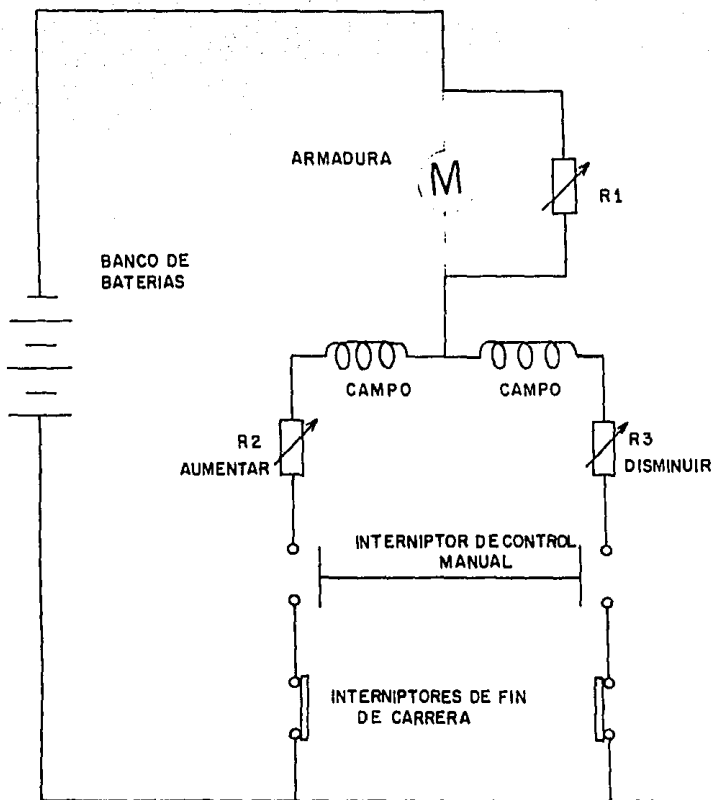 ARMADURA
M
R1
BANCO DE
BATERIAS
CAMPO
CAMPO
R2
AUMENTAR
R3
DISMINUIR
INTERNIPTOR DE CONTROL
MANUAL
INTERNIPTORES DE FIN
DE CARRERA